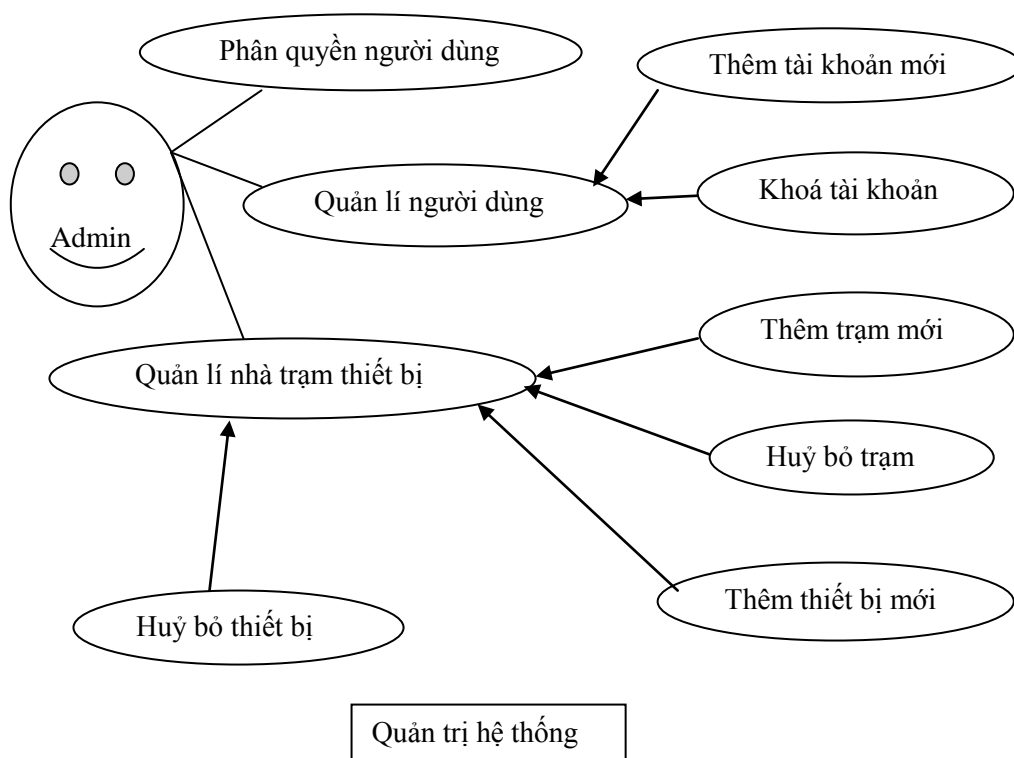 Phân quyền người dùng
Thêm tài khoản mới
Quản lí người dùng
Khoá tài khoản
Admin
Thêm trạm mới
Quản lí nhà trạm thiết bị
Huỷ bỏ trạm
Thêm thiết bị mới
Huỷ bỏ thiết bị
Quản trị hệ thống